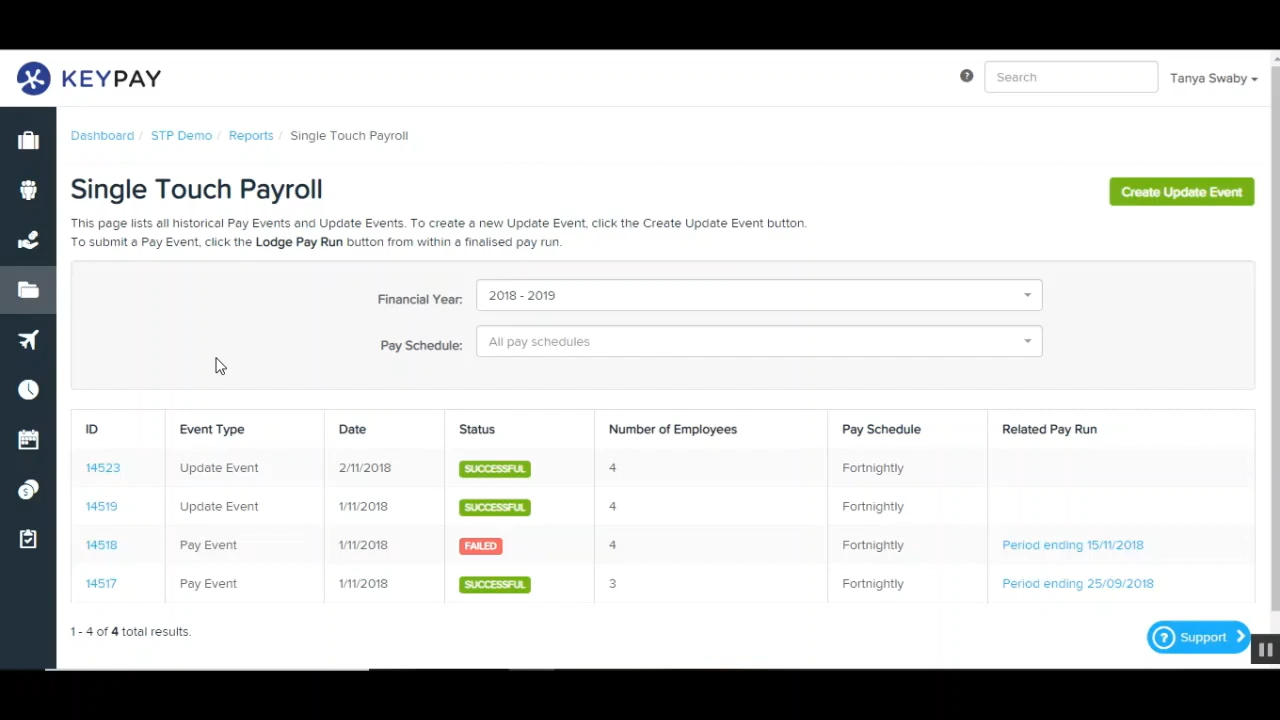 KEYPAY
?
Search
Tanya Swaby
Dashboard / STP Demo / Reports / Single Touch Payroll
Single Touch Payroll
Create Update Event
This page lists all historical Pay Events and Update Events. To create a new Update Event, click the Create Update Event button.
To submit a Pay Event, click the Lodge Pay Run button from within a finalised pay run.
Financial Year: 2018 - 2019
Pay Schedule: All pay schedules
ID Event Type Date Status Number of Employees Pay Schedule Related Pay Run
14523 Update Event 2/11/2018 SUCCESSFUL 4 Fortnightly
14519 Update Event 1/11/2018 SUCCESSFUL 4 Fortnightly
14518 Pay Event 1/11/2018 FAILED 4 Fortnightly Period ending 15/11/2018
14517 Pay Event 1/11/2018 SUCCESSFUL 3 Fortnightly Period ending 25/09/2018
1 - 4 of 4 total results.
? Support